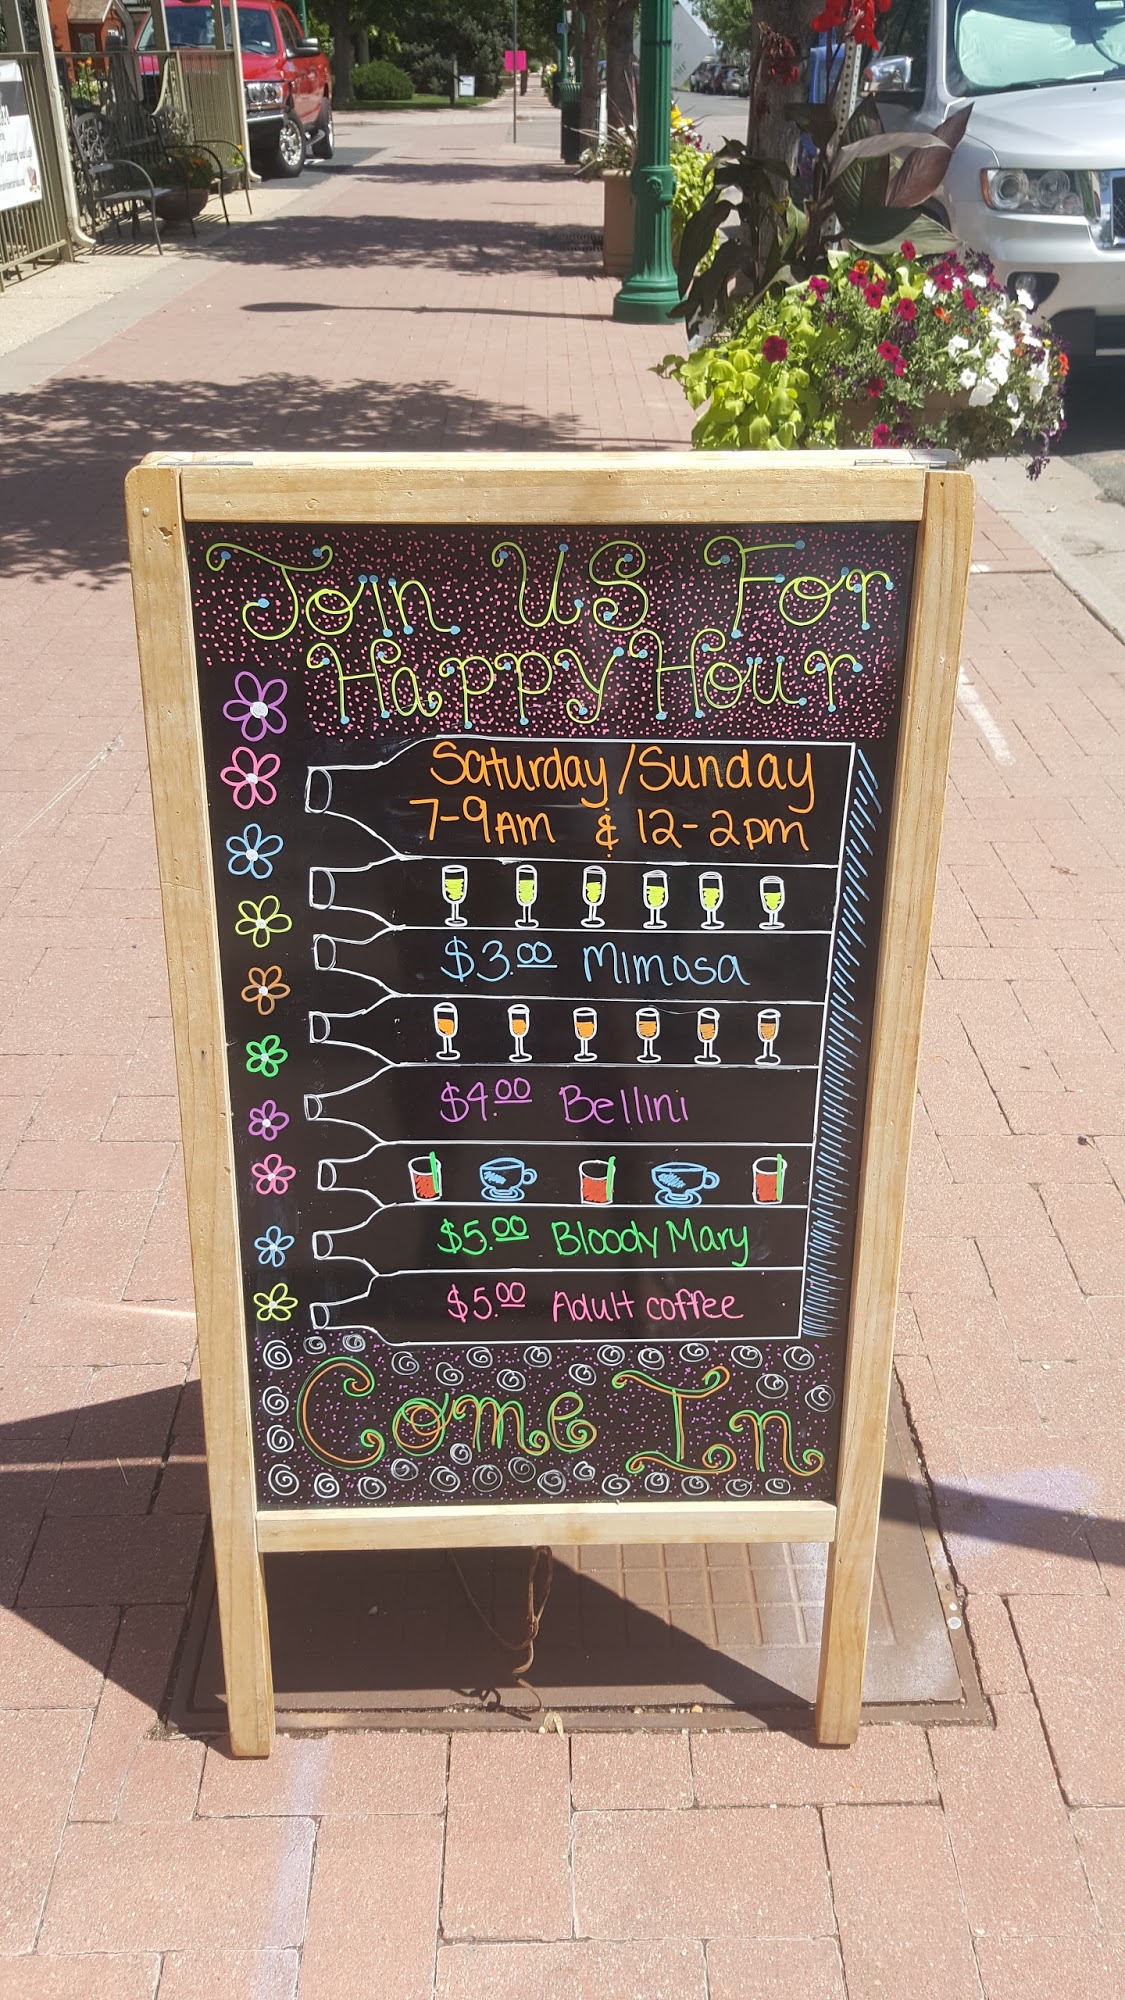 Join US For
Happy Hour
Saturday/Sunday
7-9AM & 12-2pm
$3.00 Mimosa
$4.00 Bellini
$5.00 Bloody Mary
$5.00 Adult coffee
Come In